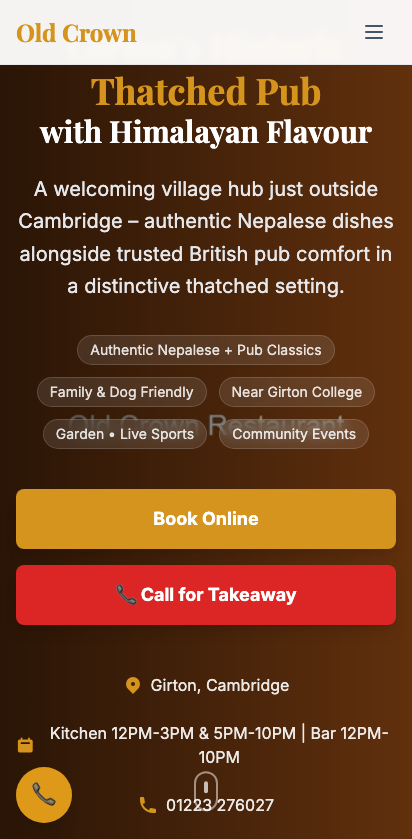 Old Crown
Thatched Pub
with Himalayan Flavour
A welcoming village hub just outside
Cambridge – authentic Nepalese dishes
alongside trusted British pub comfort in
a distinctive thatched setting.
Authentic Nepalese + Pub Classics
Family & Dog Friendly
Near Girton College
Old Crown Restaurant
Garden • Live Sports
Community Events
Book Online
📞 Call for Takeaway
Girton, Cambridge
Kitchen 12PM-3PM & 5PM-10PM | Bar 12PM-
10PM
01223 276027